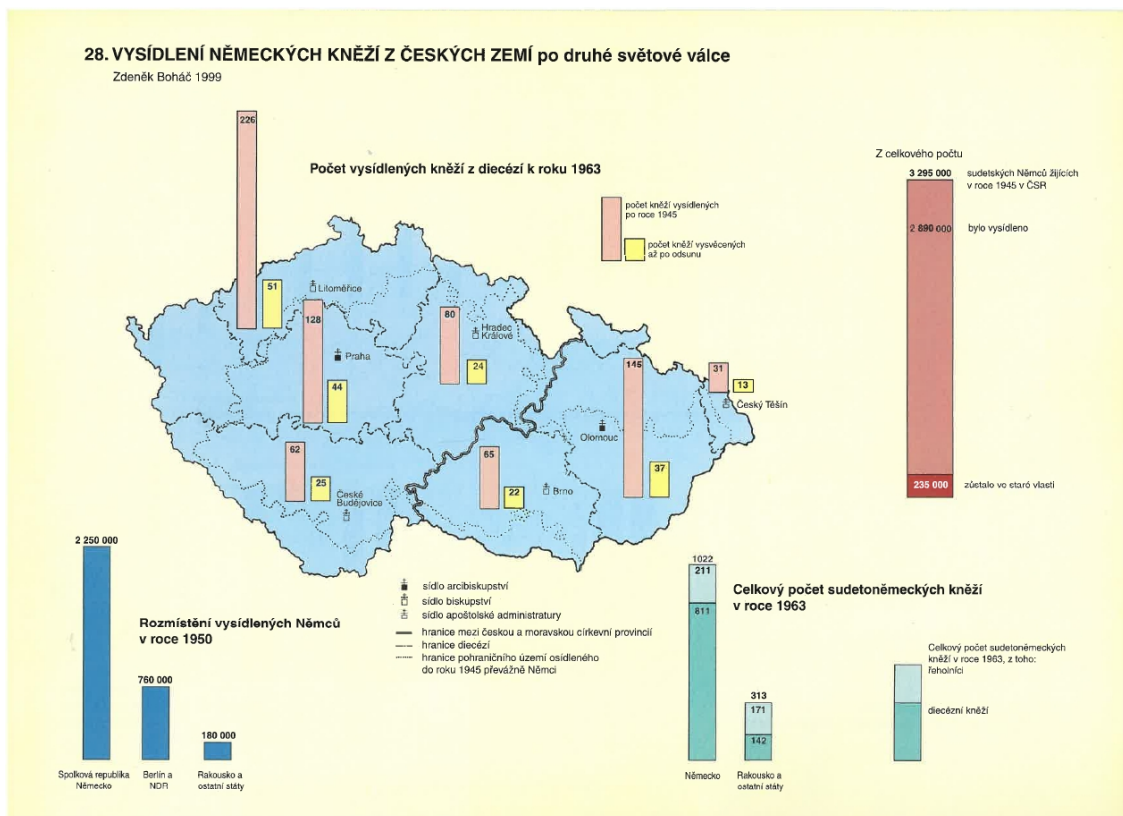 28. VYSÍDLENÍ NĚMECKÝCH KNĚŽÍ Z ČESKÝCH ZEMÍ po druhé světové válce
Zdeněk Boháč 1999
Počet vysídlených kněží z diecézí k roku 1963
počet kněží vysídlených
po roce 1945
počet kněží vysvěcených
až po odsunu
Z celkového počtu
3 295 000
sudetských Němců žijících
v roce 1945 v ČSR
2 890 000
bylo vysídleno
235 000
zůstalo ve staré vlasti
226
51
Litoměřice
128
Praha
44
80
Hradec
Králové
24
145
Olomouc
37
31
13
Český Těšín
62
25
České
Budějovice
65
22
Brno
sídlo arcibiskupství
sídlo biskupství
sídlo apoštolské administratury
hranice mezi českou a moravskou církevní provincií
hranice diecézí
hranice pohraničního území osídleného
do roku 1945 převážně Němci
Rozmístění vysídlených Němců
v roce 1950
2 250 000
760 000
180 000
Spolková republika
Německo
Berlín a
NDR
Rakousko a
ostatní státy
Celkový počet sudetoněmeckých kněží
v roce 1963
1022
211
811
313
171
142
Německo
Rakousko a
ostatní státy
Celkový počet sudetoněmeckých
kněží v roce 1963, z toho:
řeholníci
diecézní kněží